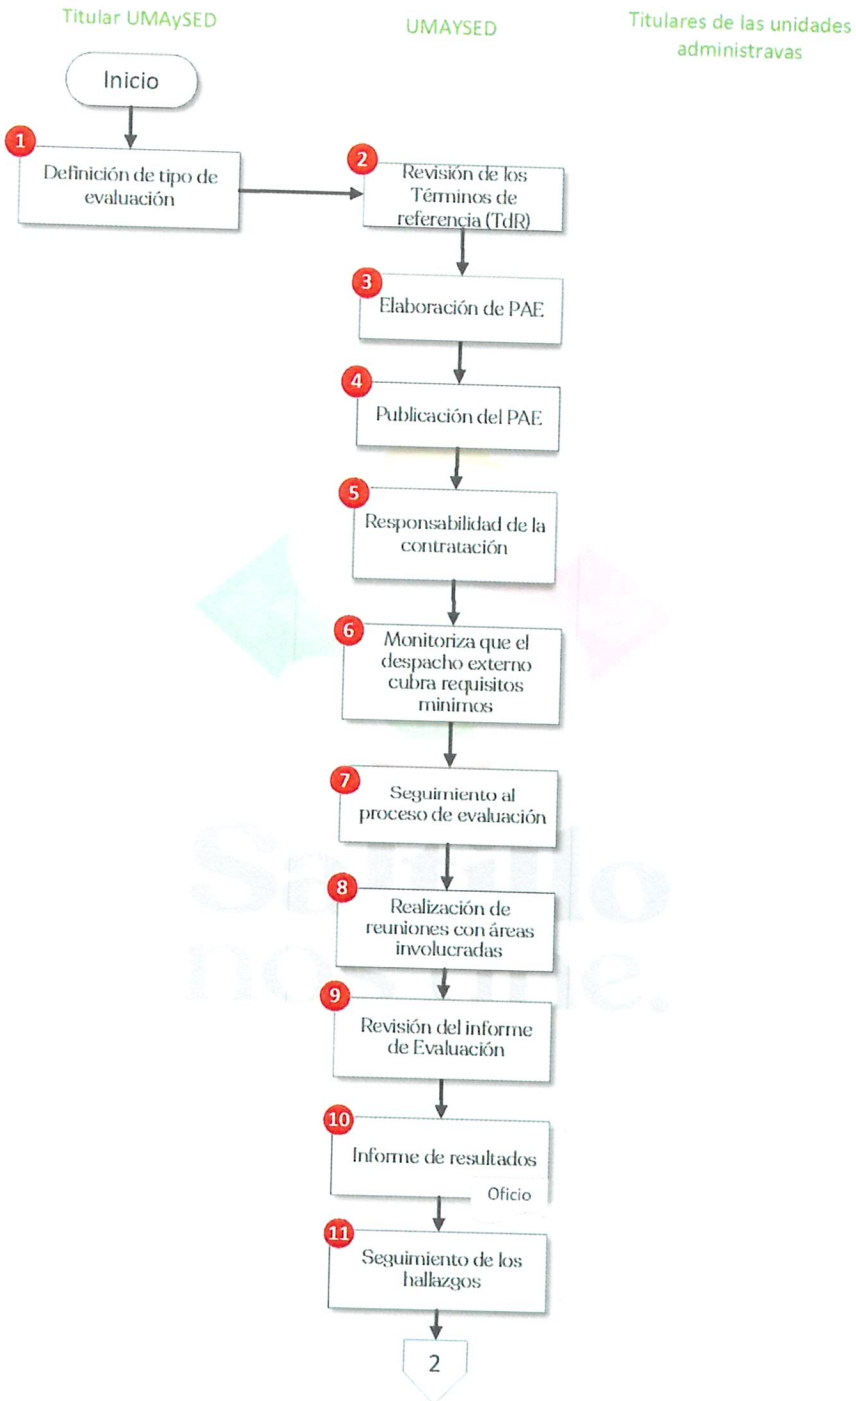 Titular UMAySED
UMAYSED
Titulares de las unidades
administravas
Inicio
1
Definición de tipo de
evaluación
2
Revisión de los
Términos de
referencia (TdR)
3
Elaboración de PAE
4
Publicación del PAE
5
Responsabilidad de la
contratación
6
Monitoriza que el
despacho externo
cubra requisitos
minimos
7
Seguimiento al
proceso de evaluación
8
Realización de
reuniones con áreas
involucradas
Saltillo
nos une.
9
Revisión del informe
de Evaluación
10
Informe de resultados
Oficio
11
Seguimiento de los
hallazgos
2